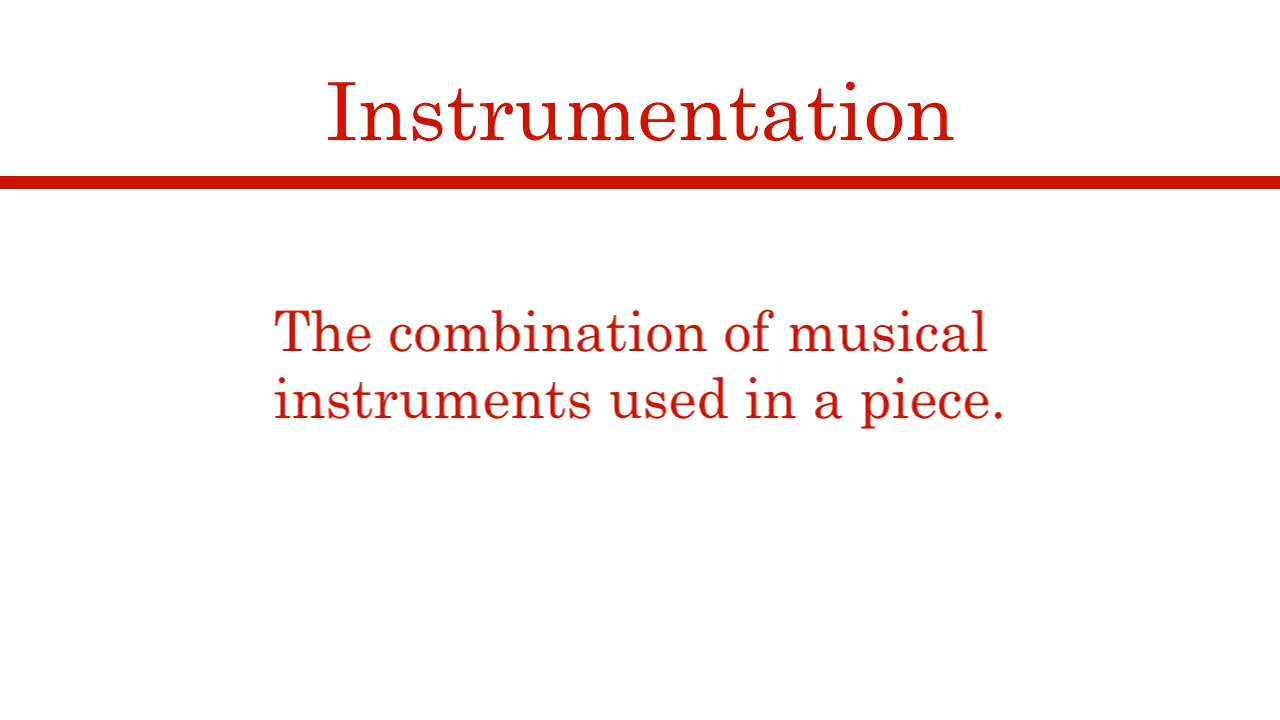 Instrumentation
The combination of musical
instruments used in a piece.